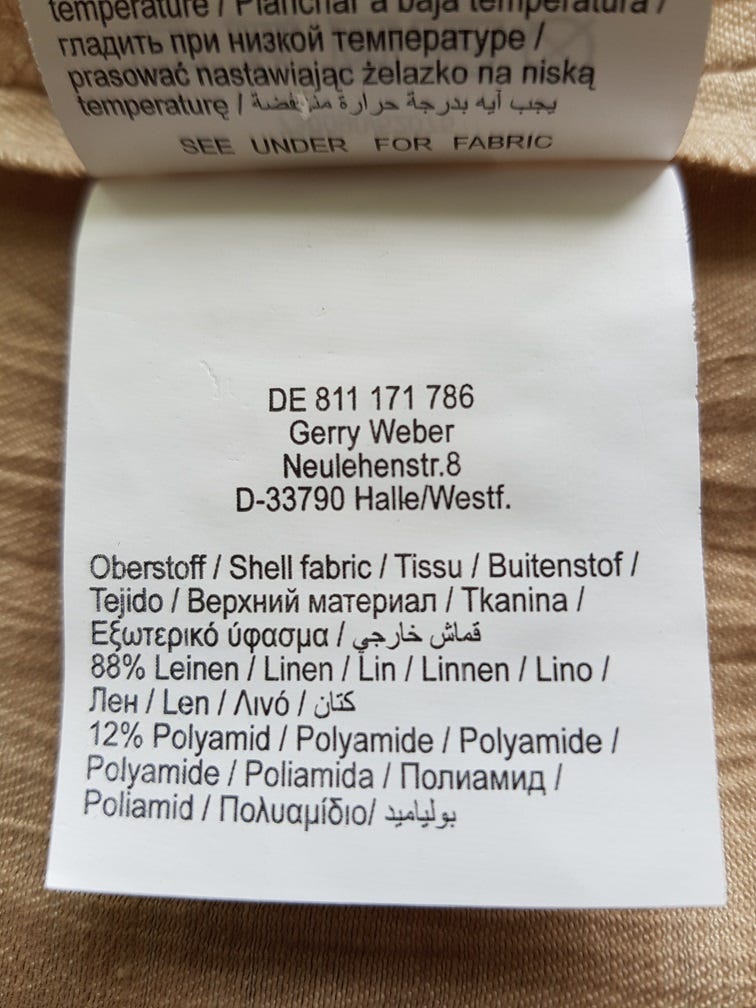 temperature / Planchar a baja temperatura /
гладить при низкой температуре /
prasować nastawiając żelazko na niską
temperaturę / يجب آيه بدرجة حرارة منخفضة
SEE UNDER FOR FABRIC
DE 811 171 786
Gerry Weber
Neulehenstr.8
D-33790 Halle/Westf.
Oberstoff / Shell fabric / Tissu / Buitenstof /
Tejido / Верхний материал / Tkanina /
Εξωτερικό ύφασμα / قماش خارجي
88% Leinen / Linen / Lin / Linnen / Lino /
Лен / Len / Λινό / كتان
12% Polyamid / Polyamide / Polyamide /
Polyamide / Poliamida / Полиамид /
Poliamid / Πολυαμίδιο/ بولياميد